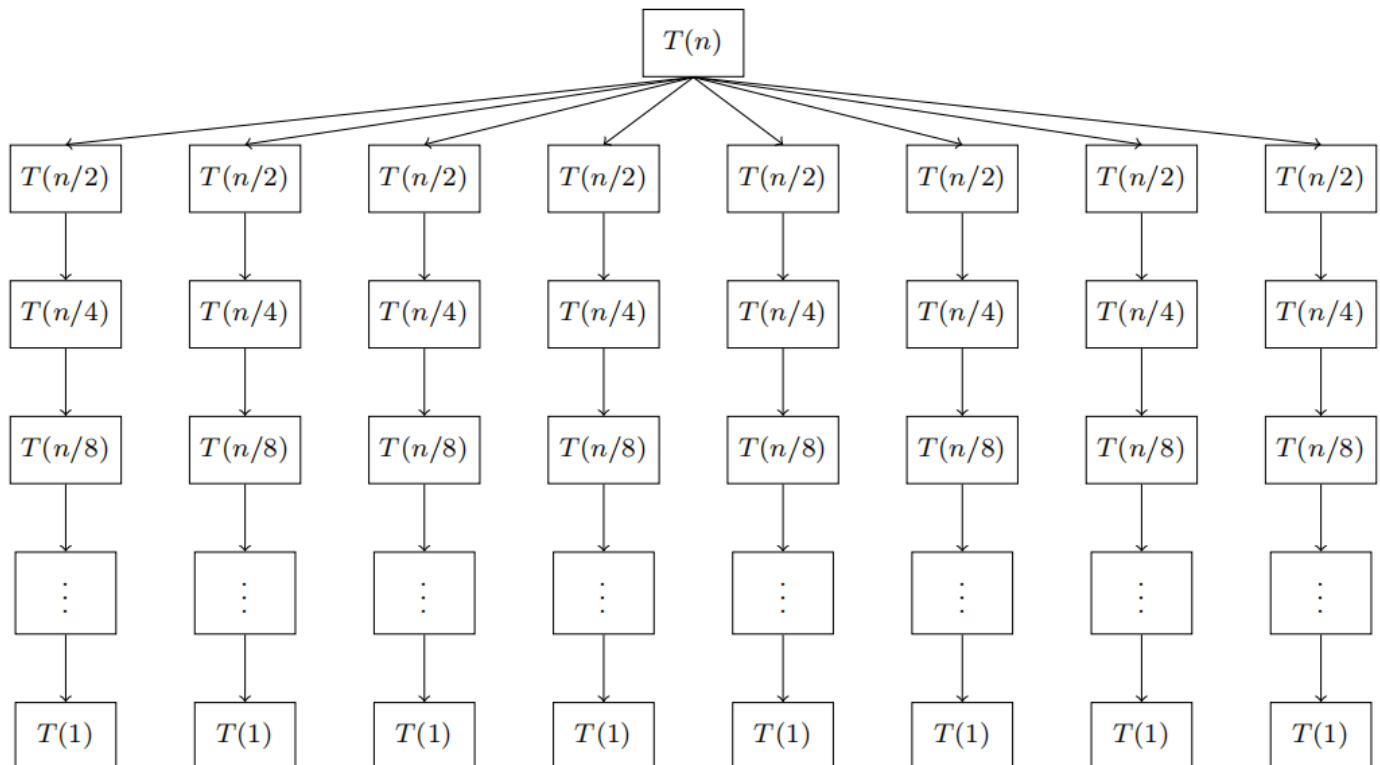 T(n)
T(n/2) T(n/2) T(n/2) T(n/2) T(n/2) T(n/2) T(n/2) T(n/2)
T(n/4) T(n/4) T(n/4) T(n/4) T(n/4) T(n/4) T(n/4) T(n/4)
T(n/8) T(n/8) T(n/8) T(n/8) T(n/8) T(n/8) T(n/8) T(n/8)
⋮ ⋮ ⋮ ⋮ ⋮ ⋮ ⋮ ⋮
T(1) T(1) T(1) T(1) T(1) T(1) T(1) T(1)